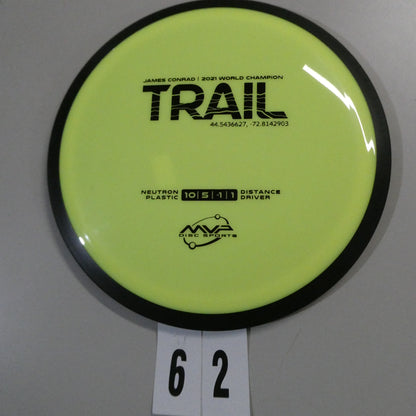 JAMES CONRAD | 2021 WORLD CHAMPION
TRAIL
44.5436627, -72.8142903
NEUTRON PLASTIC 10 | 5 | -1 | 1 DISTANCE DRIVER
MVP
DISC SPORTS
6 2